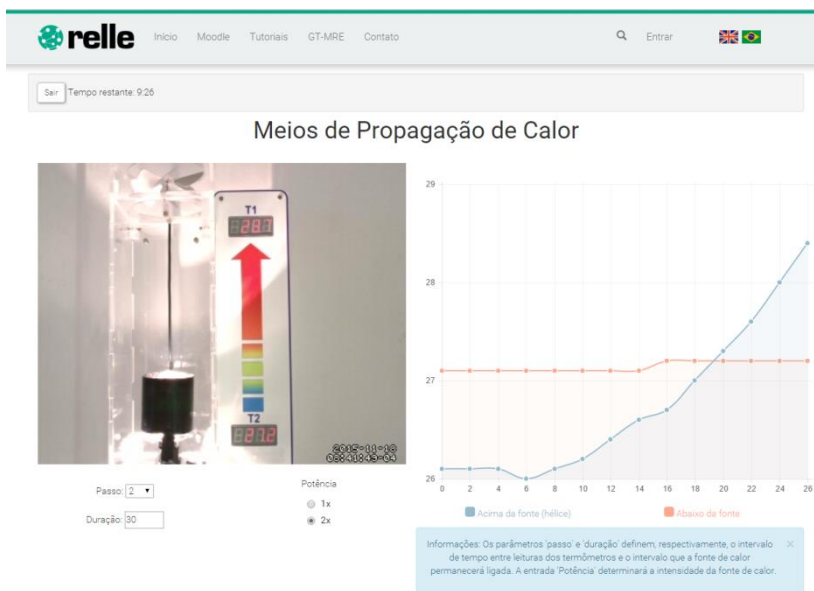 relle
Início Moodle Tutoriais GT-MRE Contato
Entrar
Sair Tempo restante: 9:26
Meios de Propagação de Calor
T1
28.7
T2
27.2
2015-11-18
Passo: 2
Duração: 30
Potência
1x
2x
29
28
27
26
0 2 4 6 8 10 12 14 16 18 20 22 24 26
Acima da fonte (hélice) Abaixo da fonte
Informações: Os parâmetros 'passo' e 'duração' definem, respectivamente, o intervalo ×
de tempo entre leituras dos termômetros e o intervalo que a fonte de calor
permanecerá ligada. A entrada 'Potência' determinará a intensidade da fonte de calor.